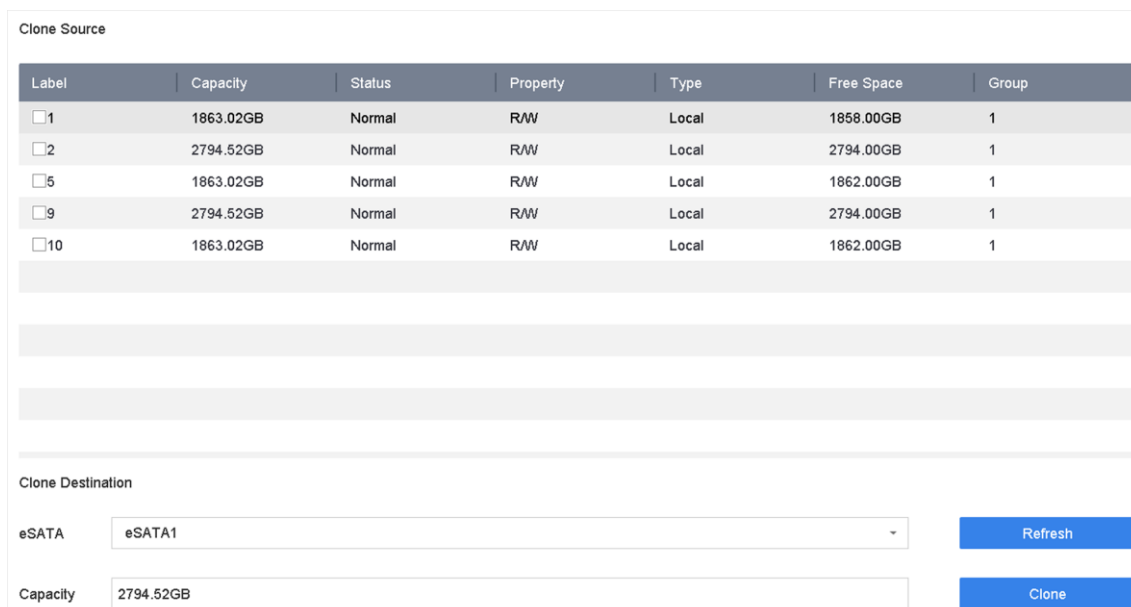 Clone Source
Label Capacity Status Property Type Free Space Group
1 1863.02GB Normal R/W Local 1858.00GB 1
2 2794.52GB Normal R/W Local 2794.00GB 1
5 1863.02GB Normal R/W Local 1862.00GB 1
9 2794.52GB Normal R/W Local 2794.00GB 1
10 1863.02GB Normal R/W Local 1862.00GB 1
Clone Destination
eSATA eSATA1 Refresh
Capacity 2794.52GB Clone